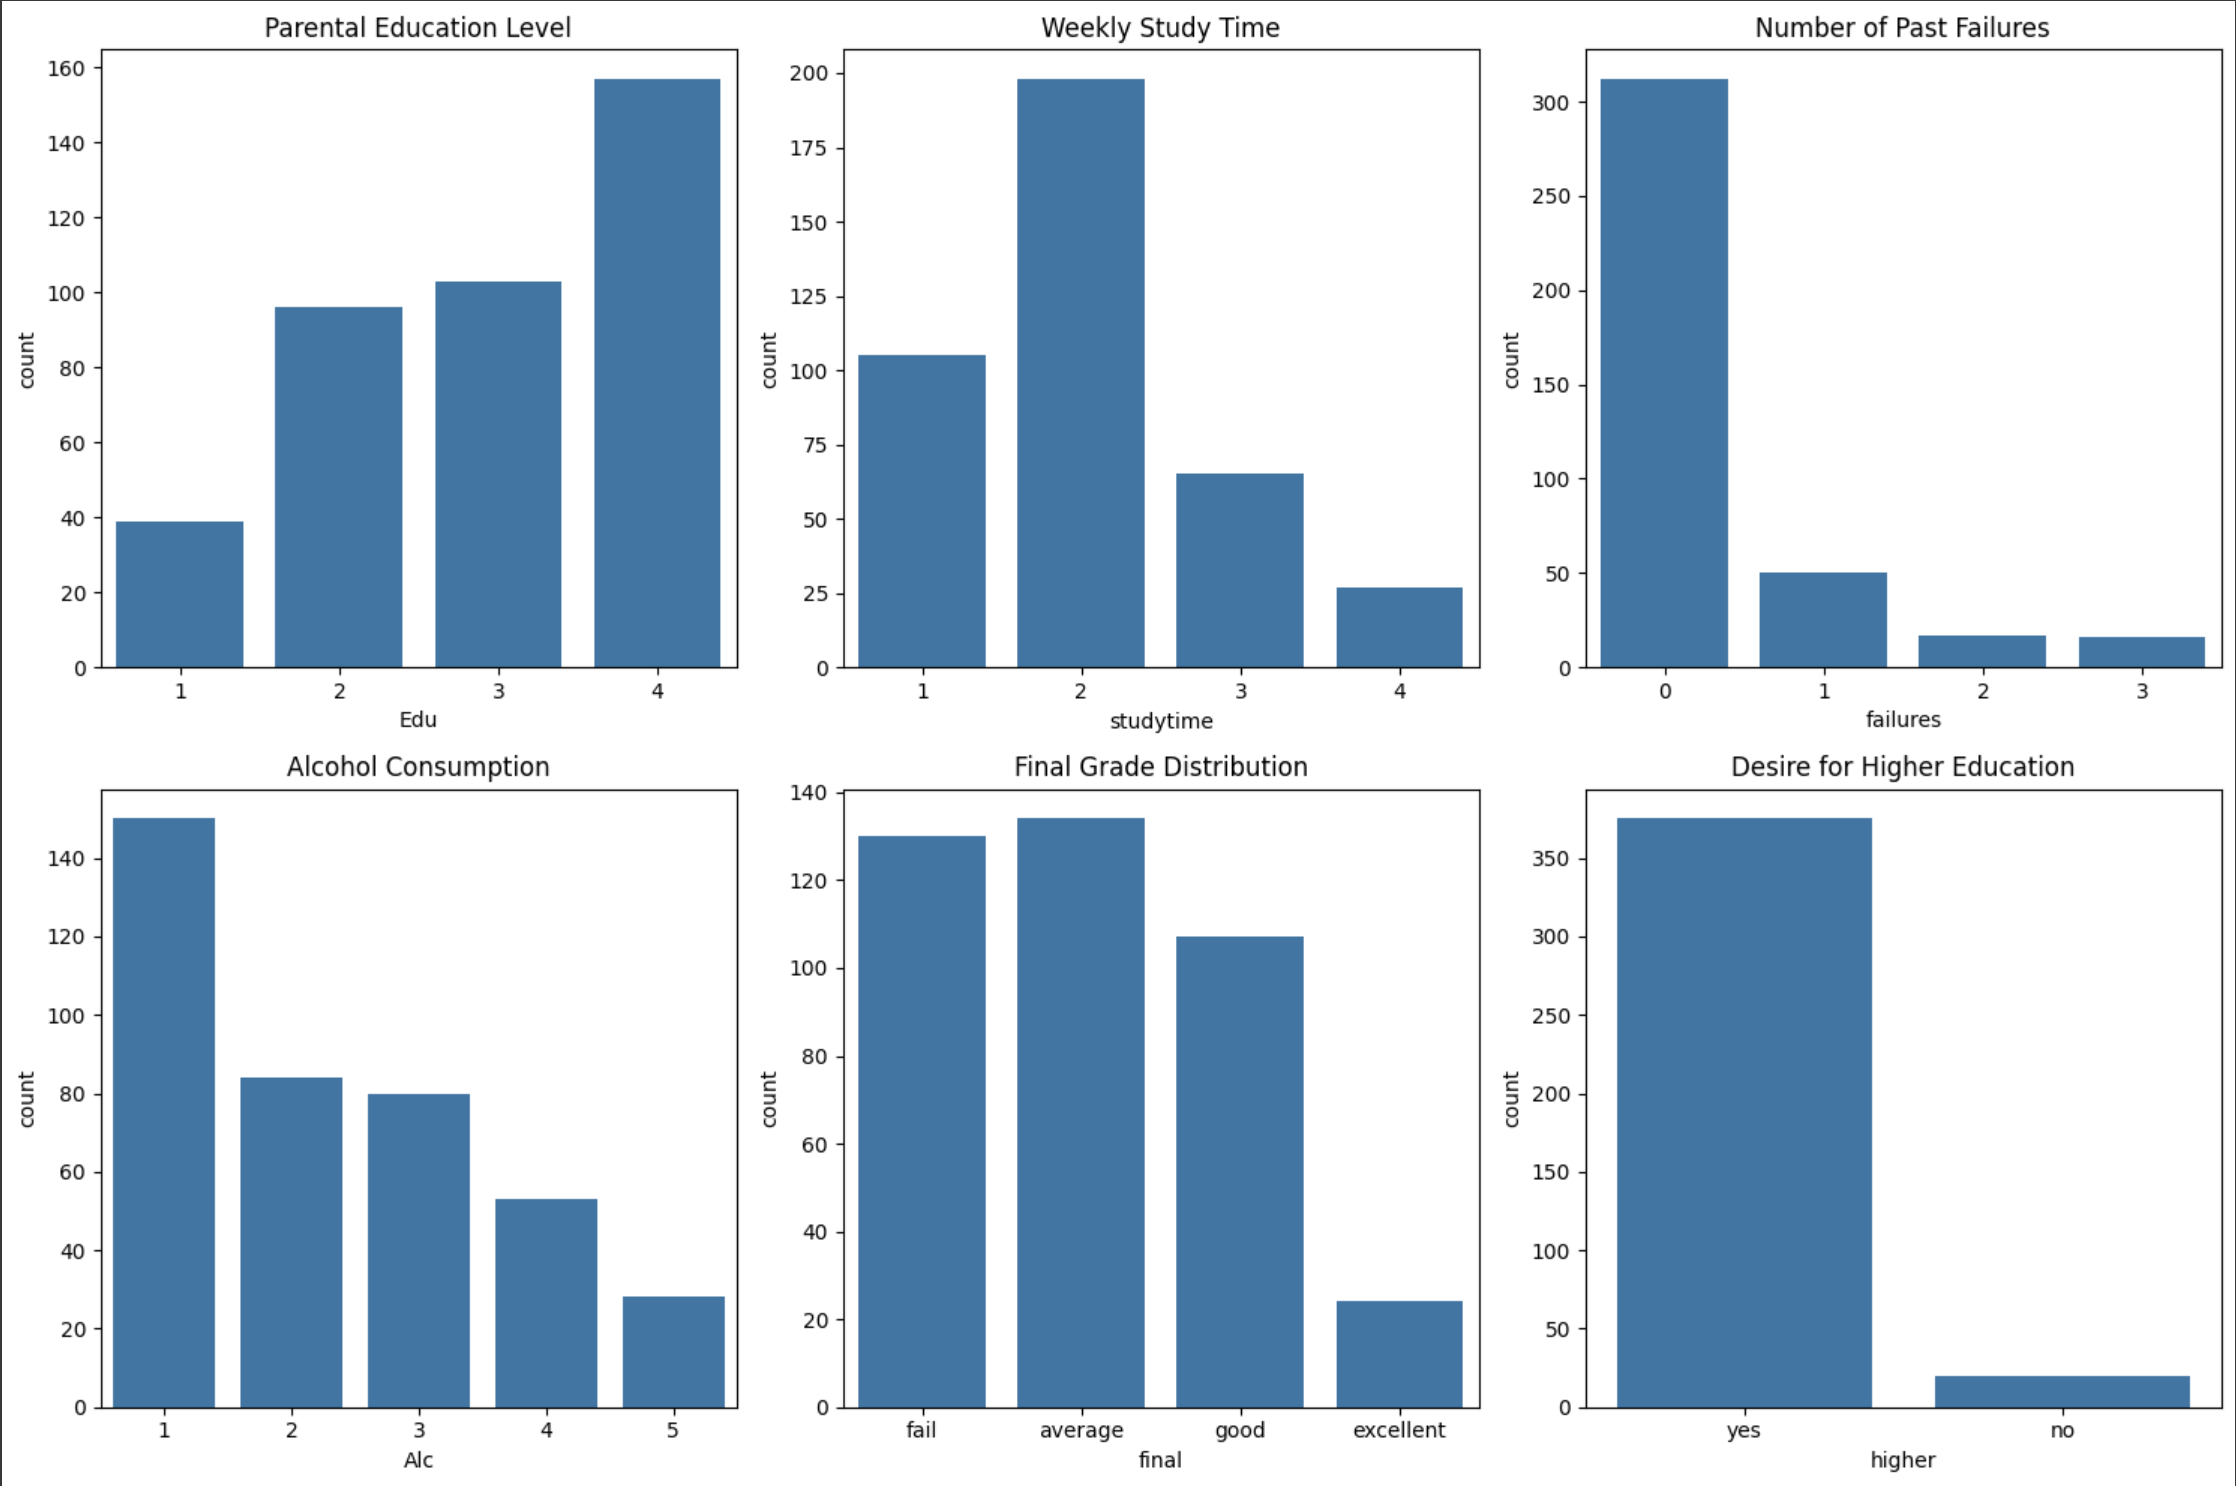 Parental Education Level
160
140
120
100
80
60
40
20
0
count
1 2 3 4
Edu
Weekly Study Time
200
175
150
125
100
75
50
25
0
count
1 2 3 4
studytime
Number of Past Failures
300
250
200
150
100
50
0
count
0 1 2 3
failures
Alcohol Consumption
140
120
100
80
60
40
20
0
count
1 2 3 4 5
Alc
Final Grade Distribution
140
120
100
80
60
40
20
0
count
fail average good excellent
final
Desire for Higher Education
350
300
250
200
150
100
50
0
count
yes no
higher